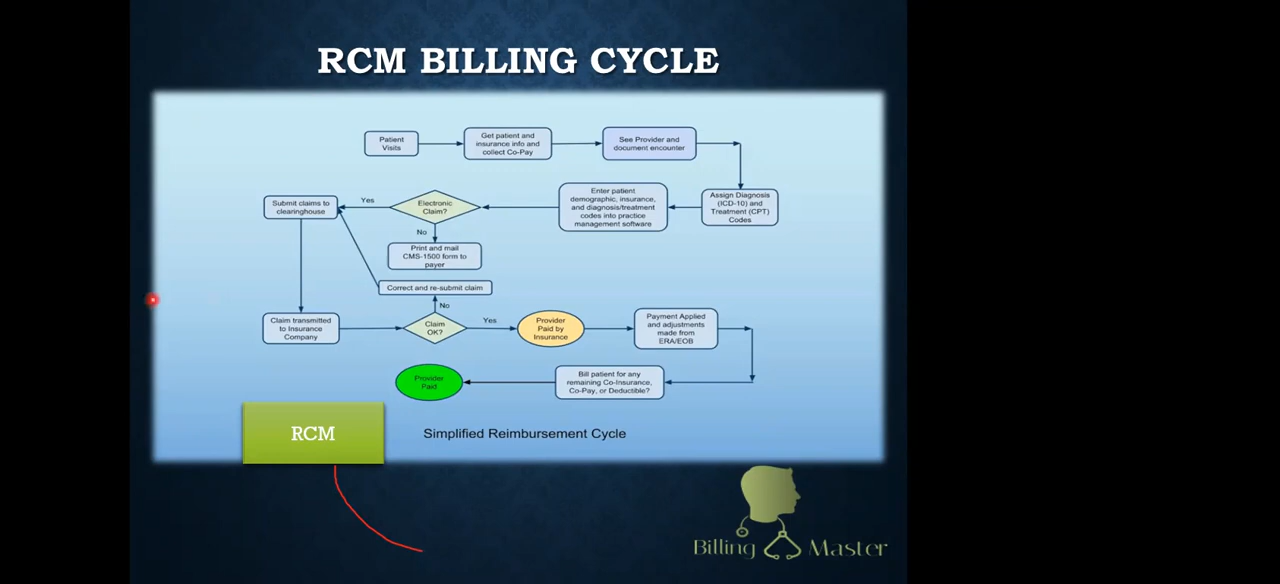 RCM BILLING CYCLE
Patient
Visits
Get patient and
insurance info and
collect Co-Pay
See Provider and
document encounter
Assign Diagnosis
(ICD-10) and
Treatment (CPT)
Codes
Enter patient
demographic, insurance,
and diagnosis/treatment
codes into practice
management software
Electronic
Claim?
Yes
Submit claims to
clearinghouse
No
Print and mail
CMS-1500 form to
payer
Correct and re-submit claim
No
Claim transmitted
to Insurance
Company
Claim
OK?
Yes
Provider
Paid by
Insurance
Payment Applied
and adjustments
made from
ERA/EOB
Bill patient for any
remaining Co-Insurance,
Co-Pay, or Deductible?
Provider
Paid
RCM
Simplified Reimbursement Cycle
Billing Master